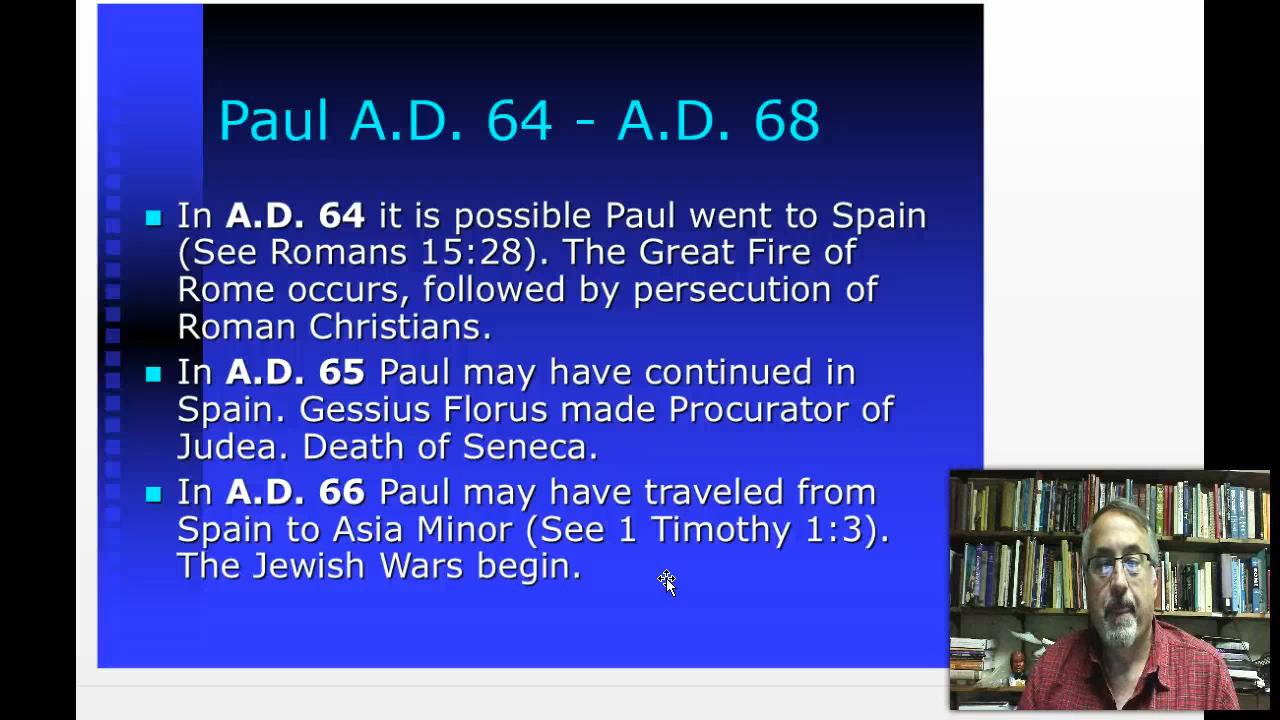 Paul A.D. 64 - A.D. 68
In A.D. 64 it is possible Paul went to Spain
(See Romans 15:28). The Great Fire of
Rome occurs, followed by persecution of
Roman Christians.
In A.D. 65 Paul may have continued in
Spain. Gessius Florus made Procurator of
Judea. Death of Seneca.
In A.D. 66 Paul may have traveled from
Spain to Asia Minor (See 1 Timothy 1:3).
The Jewish Wars begin.